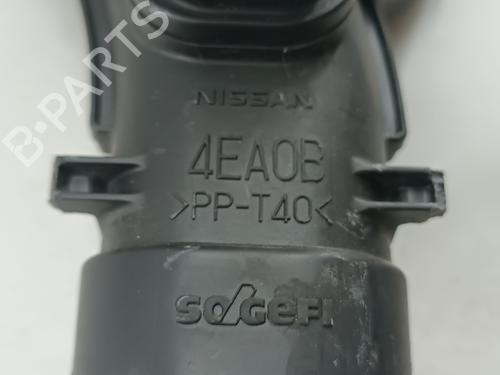 B-PARTS
NISSAN
4EA0B
>PP-T40<
SOGEFI